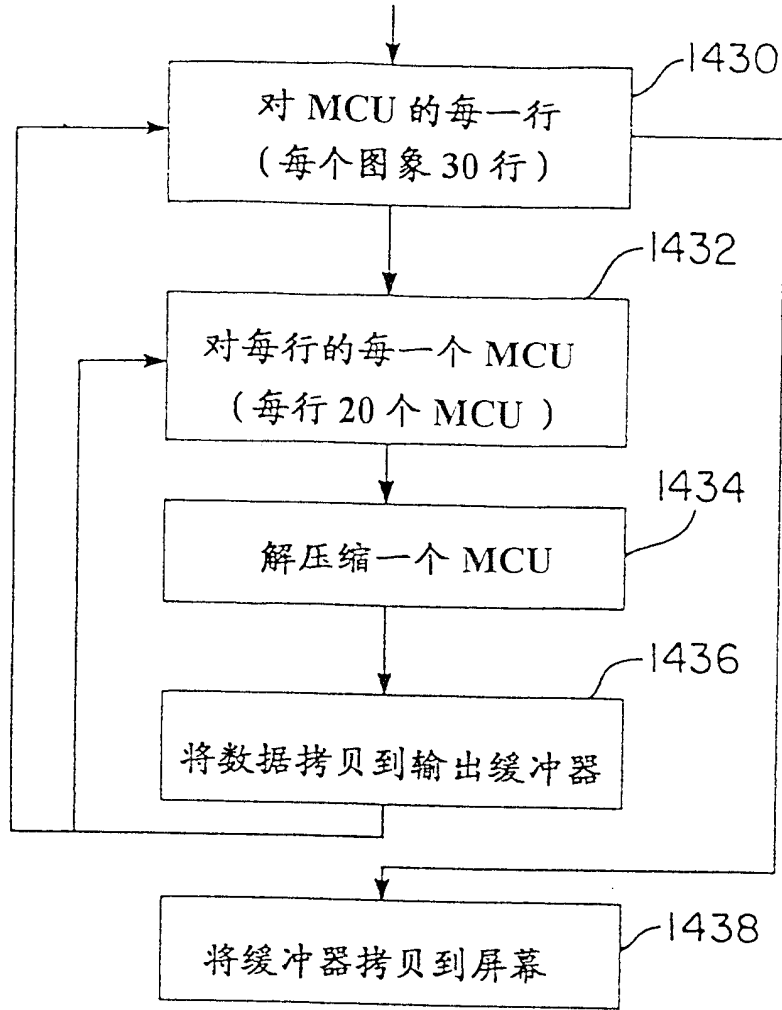 1430
对 MCU 的每一行
（每个图象 30 行）
1432
对每行的每一个 MCU
（每行 20 个 MCU ）
1434
解压缩一个 MCU
1436
将数据拷贝到输出缓冲器
1438
将缓冲器拷贝到屏幕